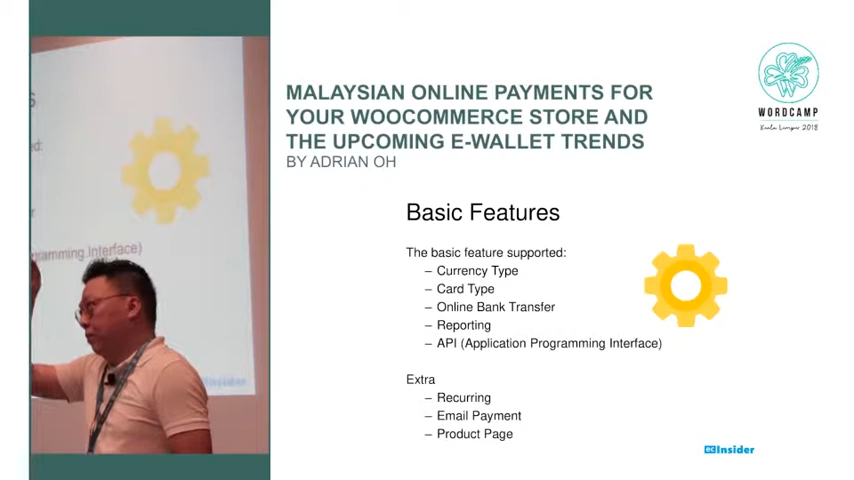 MALAYSIAN ONLINE PAYMENTS FOR
YOUR WOOCOMMERCE STORE AND
THE UPCOMING E-WALLET TRENDS
BY ADRIAN OH
WORDCAMP
Kuala Lumpur 2018
Basic Features
The basic feature supported:
– Currency Type
– Card Type
– Online Bank Transfer
– Reporting
– API (Application Programming Interface)
Extra
– Recurring
– Email Payment
– Product Page
ecInsider
ed:
gramming Interface)
Insider